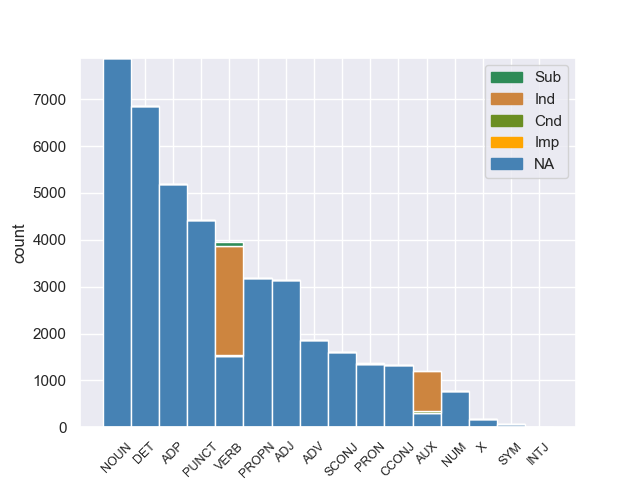 7000
6000
5000
4000
3000
2000
1000
0
count
Sub
Ind
Cnd
Imp
NA
NOUN
DET
ADP
PUNCT
VERB
PROPN
ADJ
ADV
SCONJ
PRON
CCONJ
AUX
NUM
X
SYM
INTJ